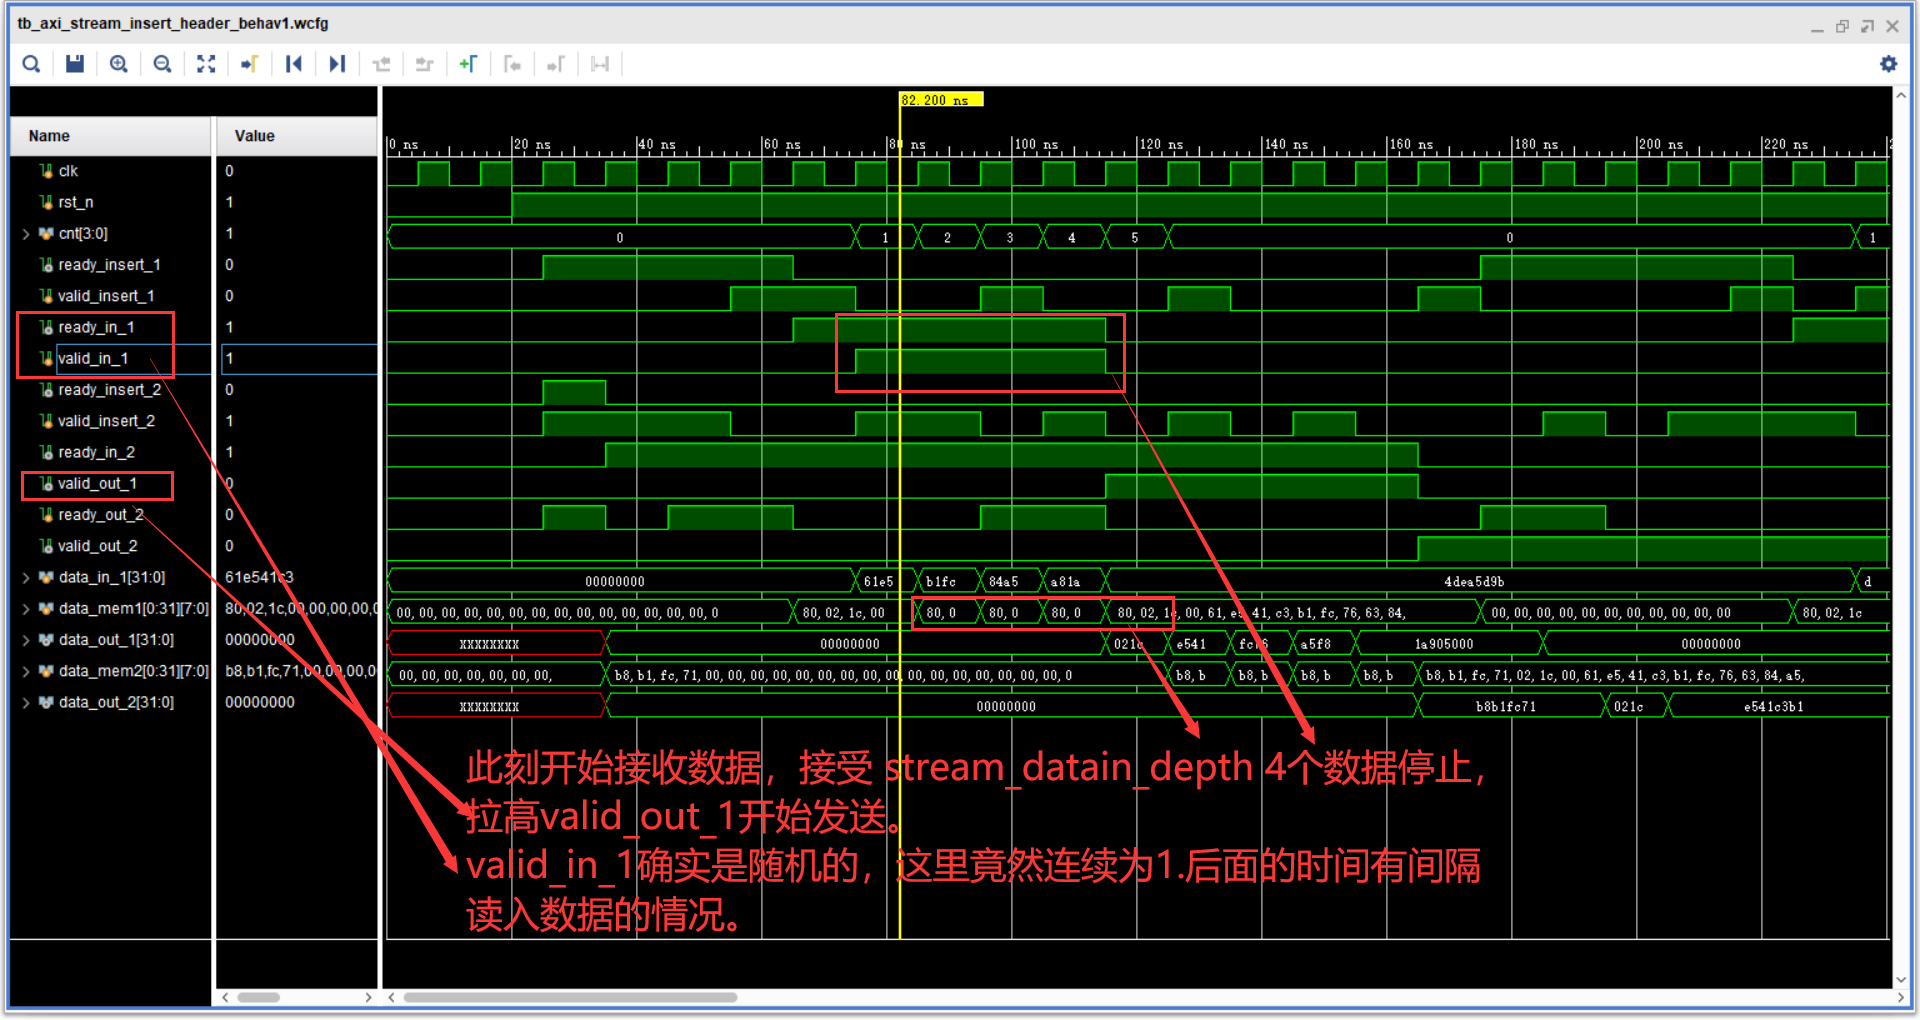 tb_axi_stream_insert_header_behav1.wcfg
82.200 ns
Name Value
0 ns 20 ns 40 ns 60 ns 80 ns 100 ns 120 ns 140 ns 160 ns 180 ns 200 ns 220 ns
clk 0
rst_n 1
cnt[3:0] 1 0 1 2 3 4 5 0 1
ready_insert_1 0
valid_insert_1 0
ready_in_1 1
valid_in_1 1
ready_insert_2 0
valid_insert_2 1
ready_in_2 1
valid_out_1 0
ready_out_2 0
valid_out_2 0
data_in_1[31:0] 61e541c3 00000000 61e5 b1fc 84a5 a81a 4dea5d9b d
data_mem1[0:31][7:0] 80,02,1c,00,00,00,00,0 00,00,00,00,00,00,00,00,00,00,00,00,00,00,0 80,02,1c,00 80,0 80,0 80,0 80,02,1c,00,61,e5,41,c3,b1,fc,76,63,84, 00,00,00,00,00,00,00,00,00,00,00 80,02,1c
data_out_1[31:0] 00000000 XXXXXXXX 00000000 021c e541 fc76 a5f8 1a905000 00000000
data_mem2[0:31][7:0] b8,b1,fc,71,00,00,00,00 00,00,00,00,00,00,00, b8,b1,fc,71,00,00,00,00,00,00,00,00,00,00,00,00,00,00,00,0 b8,b b8,b b8,b b8,b b8,b1,fc,71,02,1c,00,61,e5,41,c3,b1,fc,76,63,84,a5,
data_out_2[31:0] 00000000 XXXXXXXX 00000000 b8b1fc71 021c e541c3b1
此刻开始接收数据，接受 stream_datain_depth 4个数据停止，
拉高valid_out_1开始发送。
valid_in_1确实是随机的，这里竟然连续为1.后面的时间有间隔
读入数据的情况。